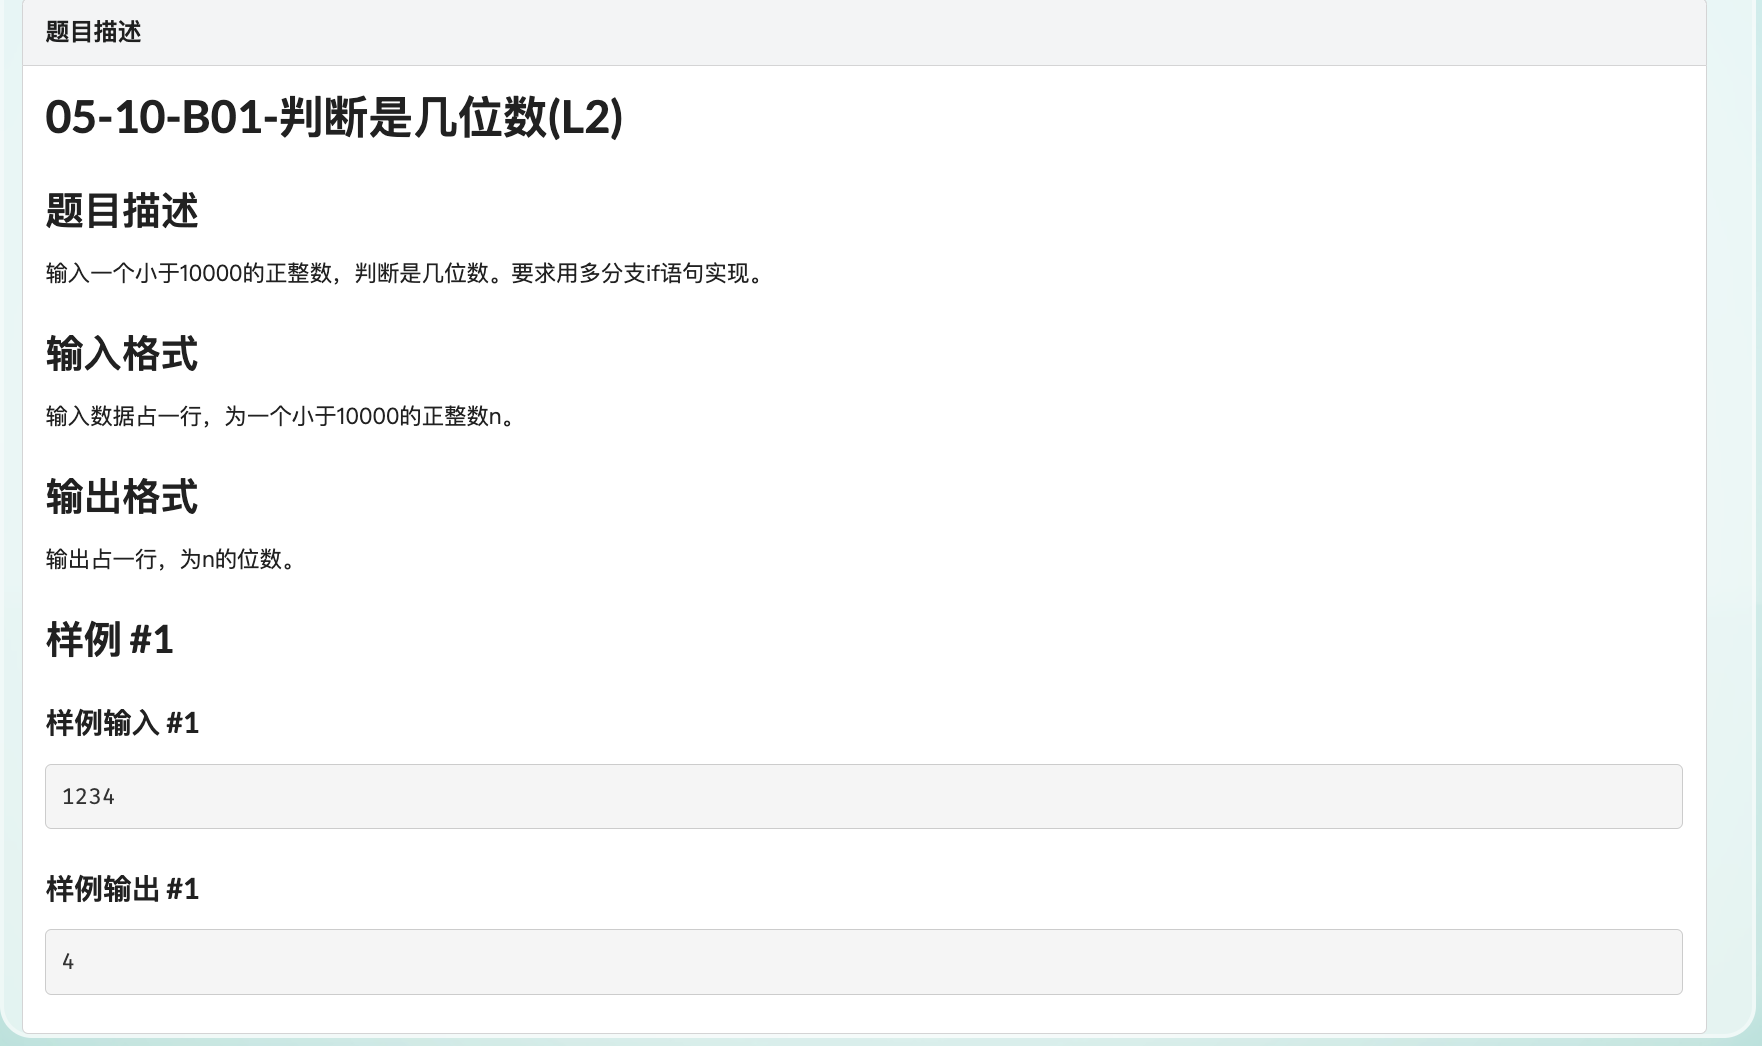 题目描述
05-10-B01-判断是几位数(L2)
题目描述
输入一个小于10000的正整数，判断是几位数。要求用多分支if语句实现。
输入格式
输入数据占一行，为一个小于10000的正整数n。
输出格式
输出占一行，为n的位数。
样例 #1
样例输入 #1
1234
样例输出 #1
4